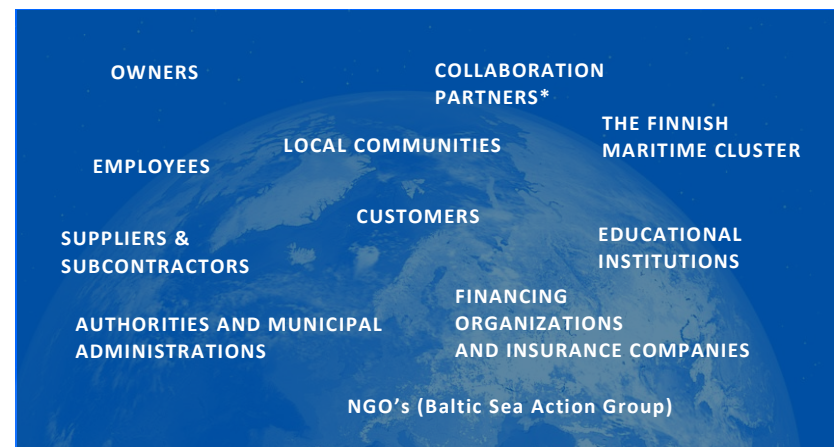 OWNERS
COLLABORATION
PARTNERS*
THE FINNISH
MARITIME CLUSTER
LOCAL COMMUNITIES
EMPLOYEES
CUSTOMERS
SUPPLIERS &
SUBCONTRACTORS
EDUCATIONAL
INSTITUTIONS
AUTHORITIES AND MUNICIPAL
ADMINISTRATIONS
FINANCING
ORGANIZATIONS
AND INSURANCE COMPANIES
NGO's (Baltic Sea Action Group)